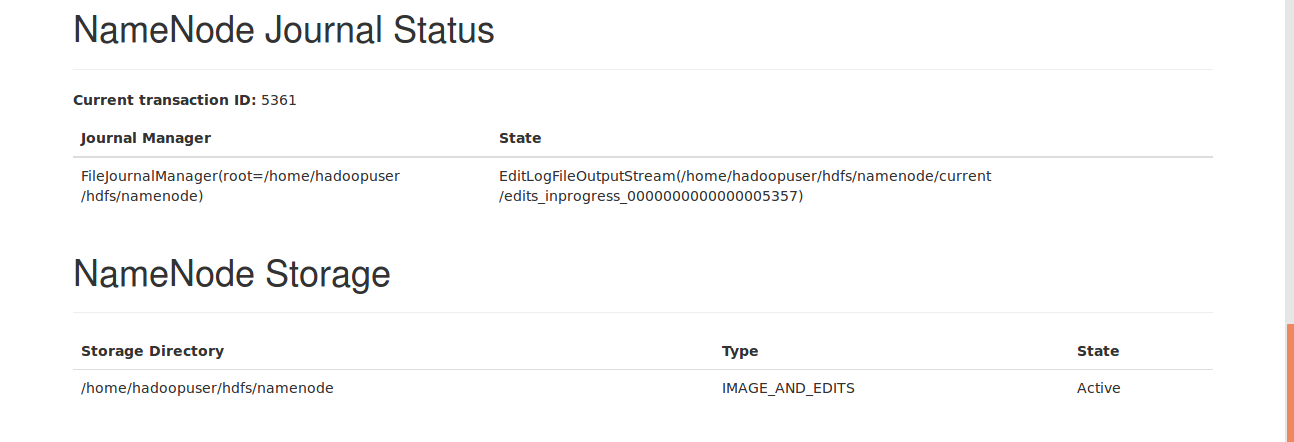 NameNode Journal Status
Current transaction ID: 5361
Journal Manager State
FileJournalManager(root=/home/hadoopuser EditLogFileOutputStream(/home/hadoopuser/hdfs/namenode/current
/hdfs/namenode) /edits_inprogress_0000000000000005357)
NameNode Storage
Storage Directory Type State
/home/hadoopuser/hdfs/namenode IMAGE_AND_EDITS Active